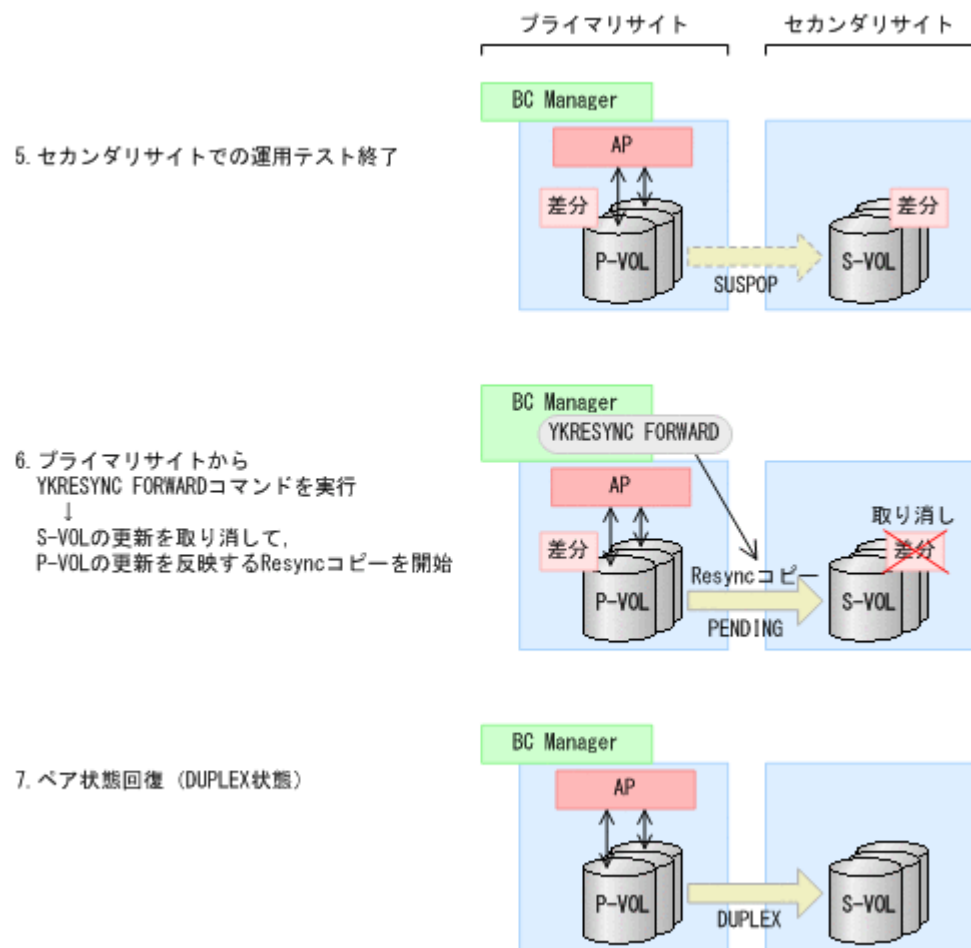 プライマリサイト
セカンダリサイト
5. セカンダリサイトでの運用テスト終了
BC Manager
AP
差分
P-VOL
SUSPOP
差分
S-VOL
6. プライマリサイトから
YKRESYNC FORWARDコマンドを実行
↓
S-VOLの更新を取り消して,
P-VOLの更新を反映するResyncコピーを開始
BC Manager
YKRESYNC FORWARD
AP
差分
P-VOL
Resyncコピー
PENDING
取り消し
差分
S-VOL
7. ペア状態回復 (DUPLEX状態)
BC Manager
AP
P-VOL
DUPLEX
S-VOL